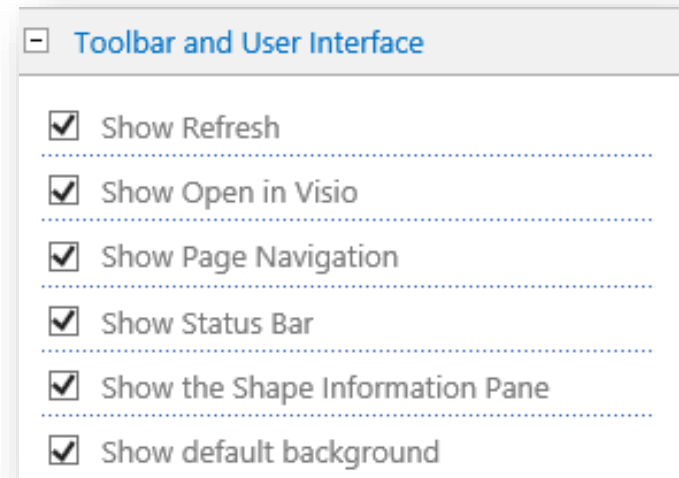 Toolbar and User Interface
Show Refresh
Show Open in Visio
Show Page Navigation
Show Status Bar
Show the Shape Information Pane
Show default background